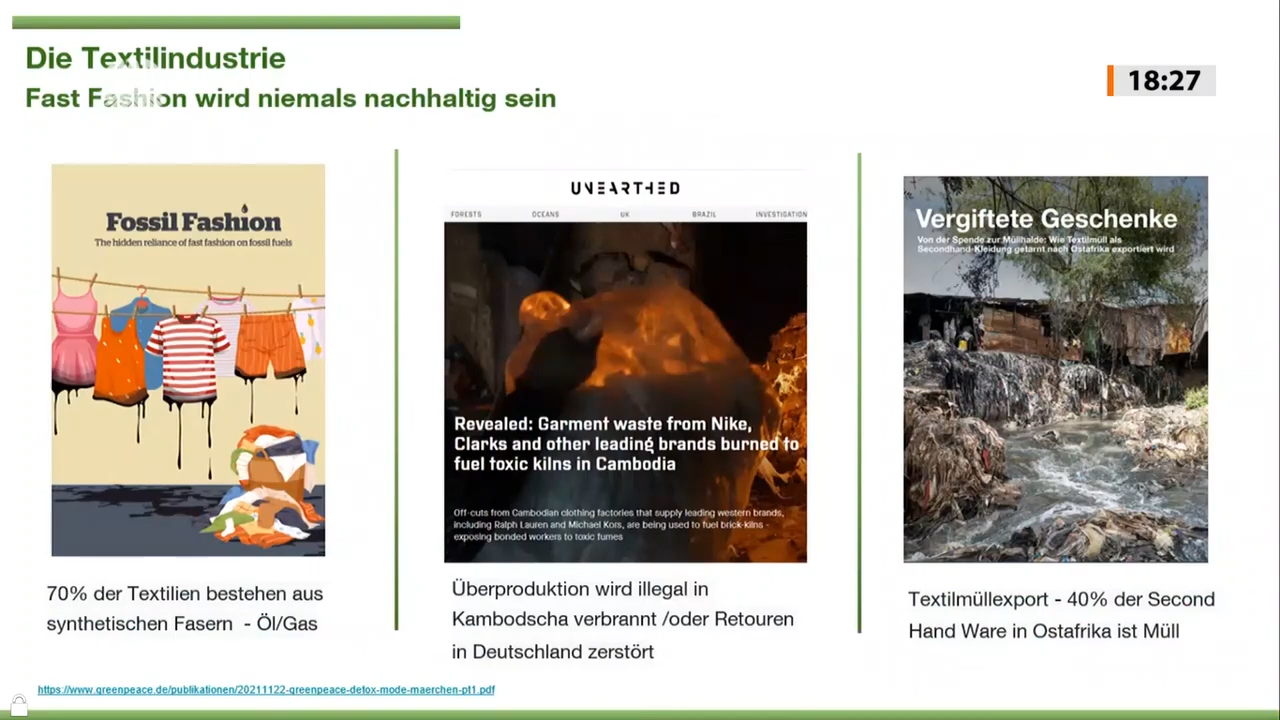 Die Textilindustrie
Fast Fashion wird niemals nachhaltig sein
18:27
Fossil Fashion
The hidden reliance of fast fashion on fossil fuels
70% der Textilien bestehen aus
synthetischen Fasern - Öl/Gas
UNEARTHED
FORESTS OCEANS UK BRAZIL INVESTIGATION
Revealed: Garment waste from Nike,
Clarks and other leading brands burned to
fuel toxic kilns in Cambodia
Off-cuts from Cambodian clothing factories that supply leading western brands,
including Ralph Lauren and Michael Kors, are being used to fuel brick-kilns -
exposing bonded workers to toxic fumes
Überproduktion wird illegal in
Kambodscha verbrannt /oder Retouren
in Deutschland zerstört
Vergiftete Geschenke
Von der Spende zur Müllhalde: Wie Textilmüll als
Secondhand-Kleidung getarnt nach Ostafrika exportiert wird
Textilmüllexport - 40% der Second
Hand Ware in Ostafrika ist Müll
https://www.greenpeace.de/publikationen/20211122-greenpeace-detox-mode-maerchen-pt1.pdf